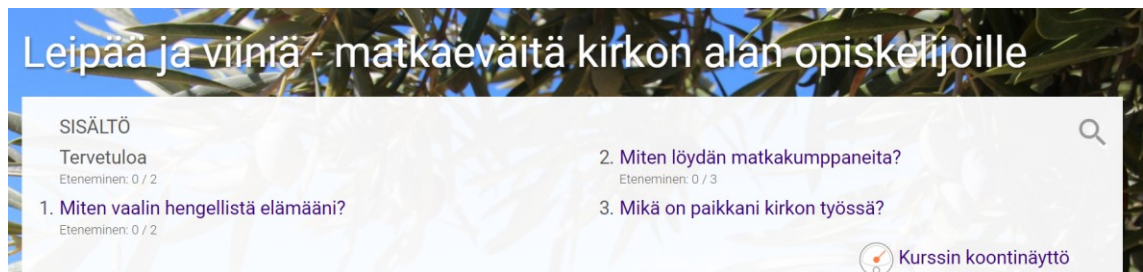 Leipää ja viiniä - matkaeväitä kirkon alan opiskelijoille
SISÄLTÖ
Tervetuloa
Eteneminen: 0 / 2
1. Miten vaalin hengellistä elämääni?
Eteneminen: 0 / 2
2. Miten löydän matkakumppaneita?
Eteneminen: 0 / 3
3. Mikä on paikkani kirkon työssä?
Kurssin koontinäyttö